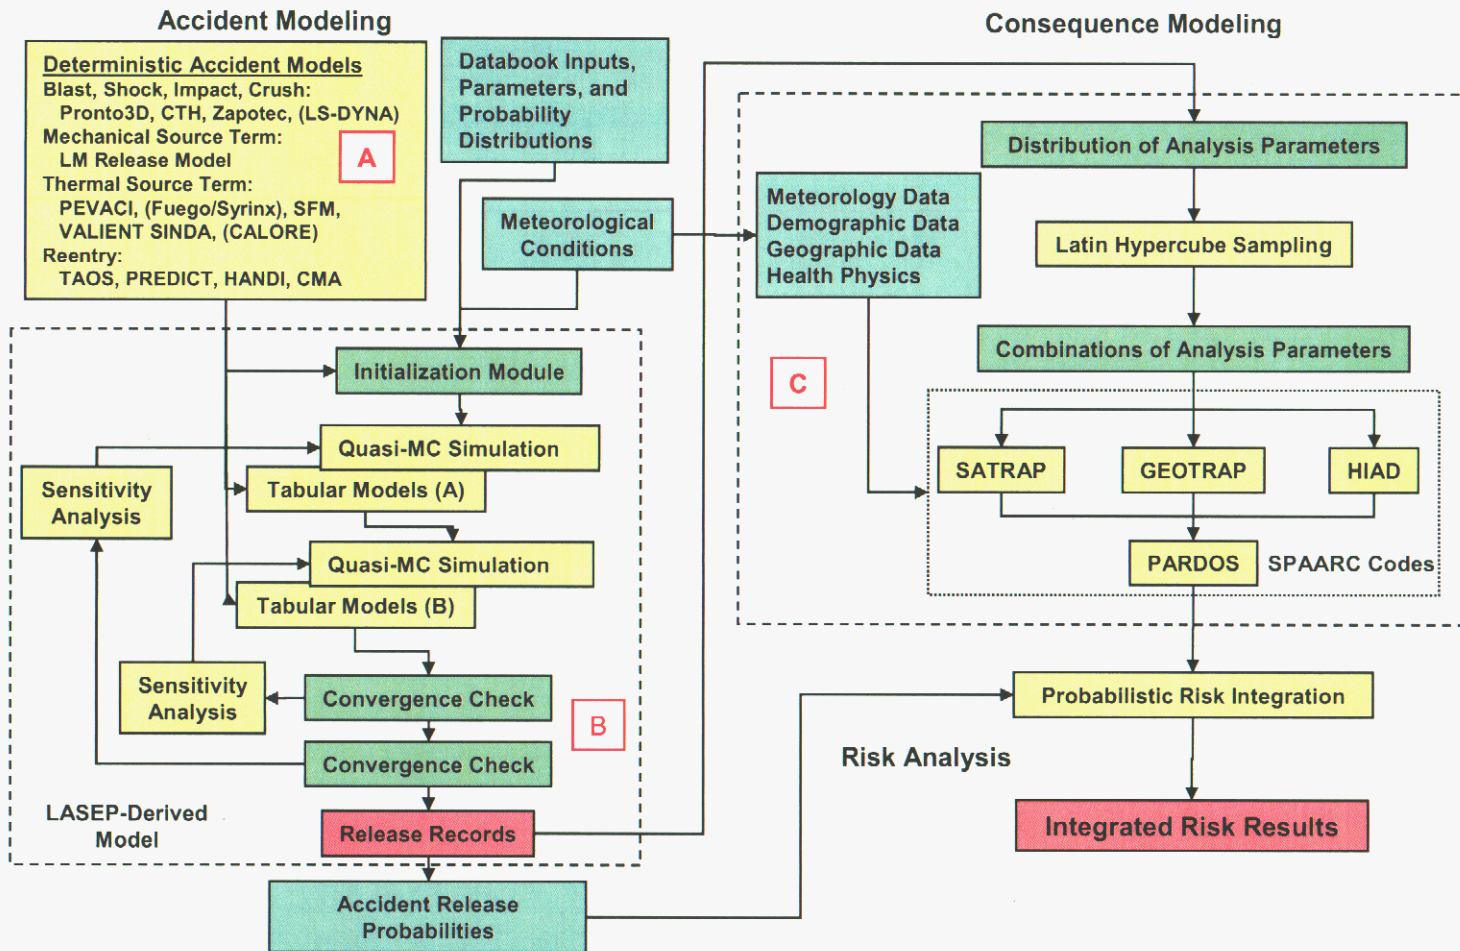 Accident Modeling
Deterministic Accident Models
Blast, Shock, Impact, Crush:
Pronto3D, CTH, Zapotec, (LS-DYNA)
Mechanical Source Term:
LM Release Model
Thermal Source Term:
PEVACI, (Fuego/Syrinx), SFM,
VALIENT SINDA, (CALORE)
Reentry:
TAOS, PREDICT, HANDI, CMA
A
Databook Inputs,
Parameters, and
Probability
Distributions
Meteorological
Conditions
Initialization Module
Quasi-MC Simulation
Tabular Models (A)
Sensitivity
Analysis
Quasi-MC Simulation
Tabular Models (B)
Sensitivity
Analysis
Convergence Check
B
Convergence Check
LASEP-Derived
Model
Release Records
Accident Release
Probabilities
Consequence Modeling
Distribution of Analysis Parameters
Meteorology Data
Demographic Data
Geographic Data
Health Physics
Latin Hypercube Sampling
Combinations of Analysis Parameters
C
SATRAP
GEOTRAP
HIAD
PARDOS
SPAARC Codes
Probabilistic Risk Integration
Risk Analysis
Integrated Risk Results